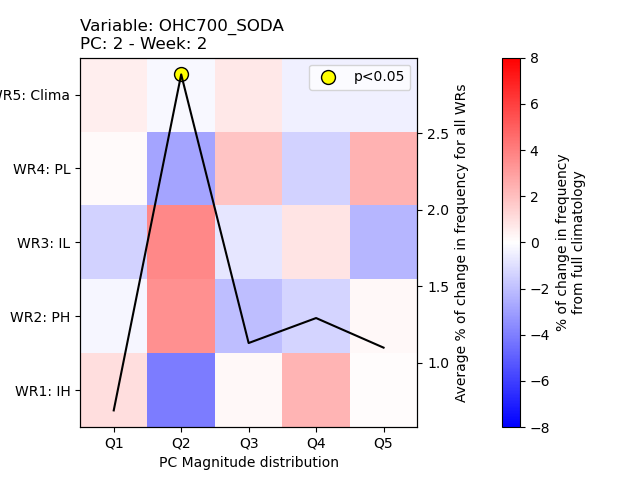 Variable: OHC700_SODA
PC: 2 - Week: 2
p<0.05
WR5: Clima
WR4: PL
WR3: IL
WR2: PH
WR1: IH
Q1 Q2 Q3 Q4 Q5
PC Magnitude distribution
2.5
2.0
1.5
1.0
Average % of change in frequency for all WRs
8
6
4
2
0
−2
−4
−6
−8
% of change in frequency
from full climatology